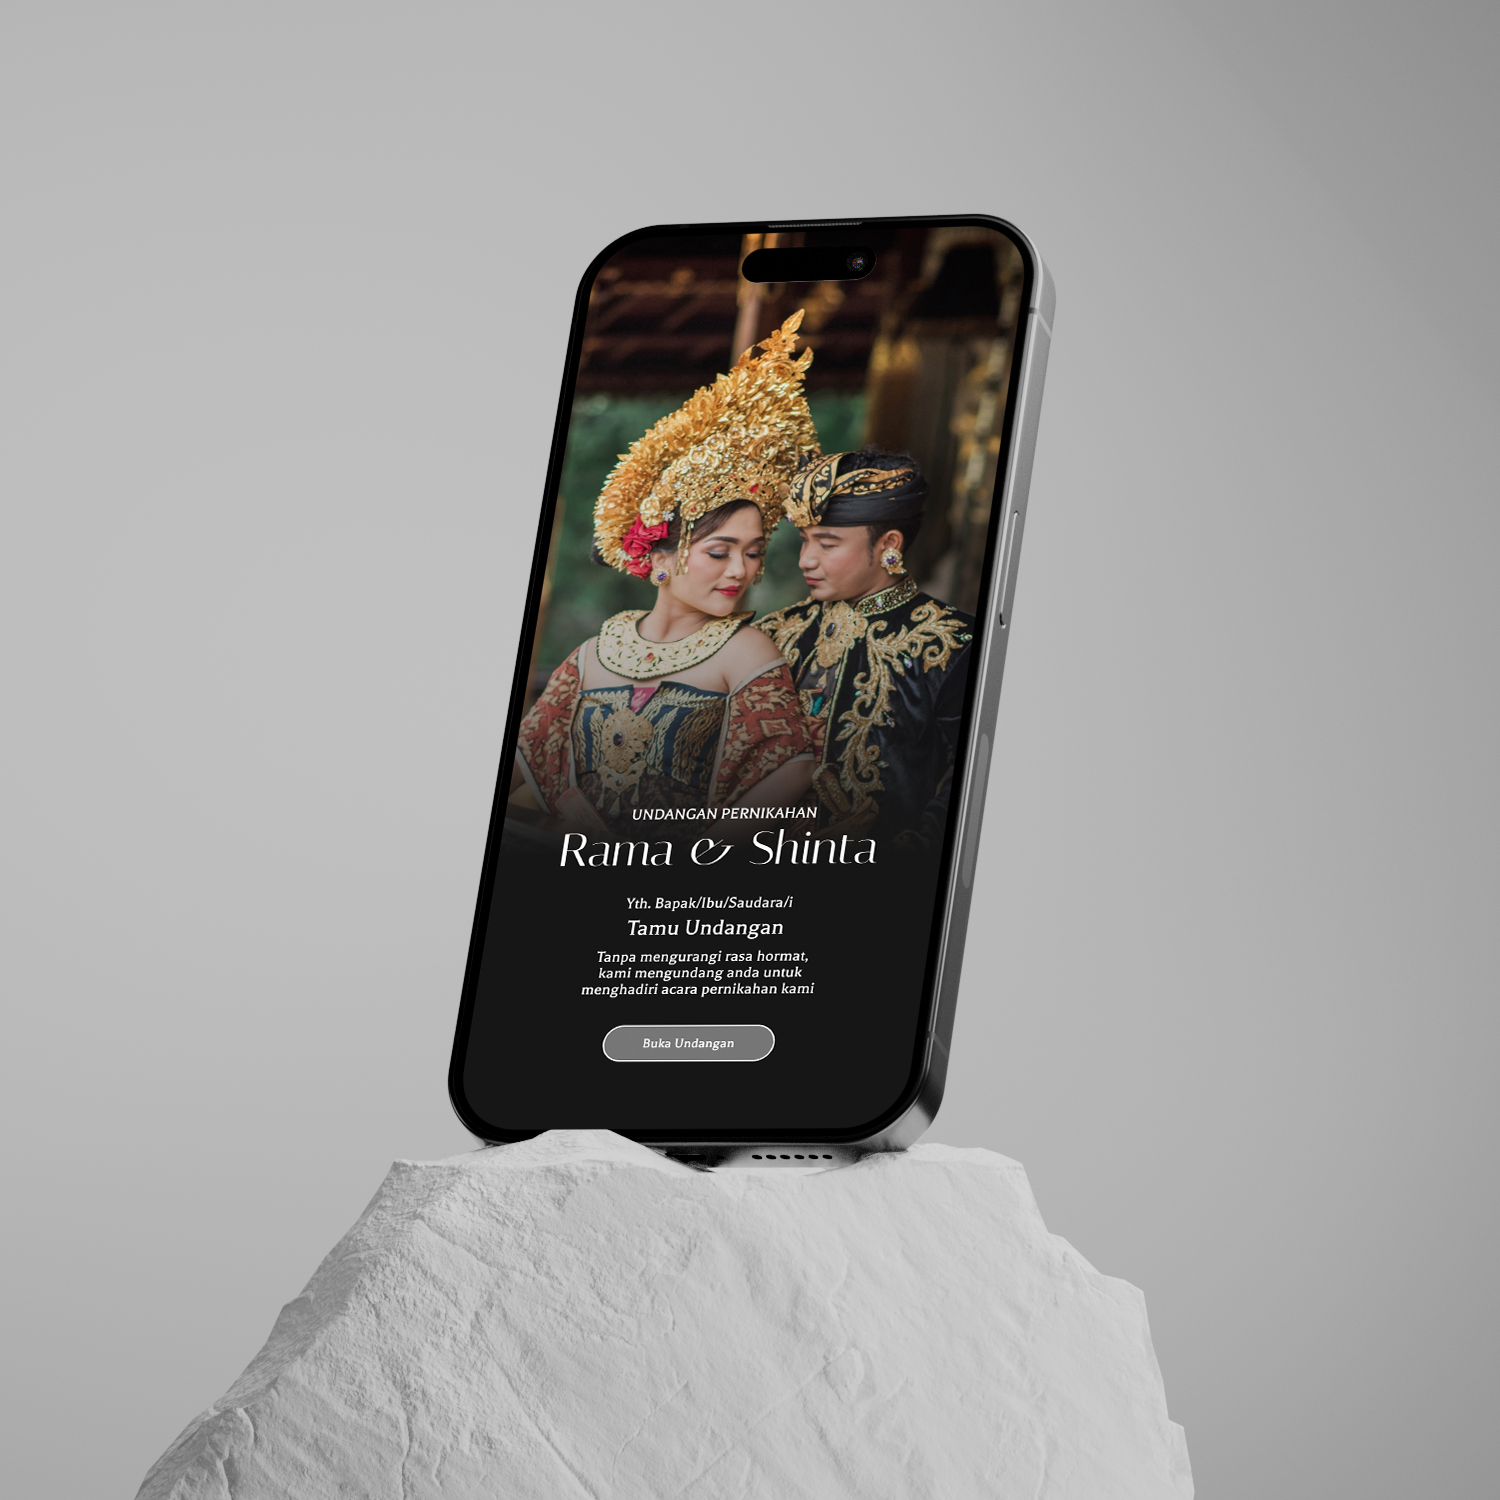 UNDANGAN PERNIKAHAN
Rama & Shinta
Yth. Bapak/Ibu/Saudara/i
Tamu Undangan
Tanpa mengurangi rasa hormat,
kami mengundang anda untuk
menghadiri acara pernikahan kami
Buka Undangan